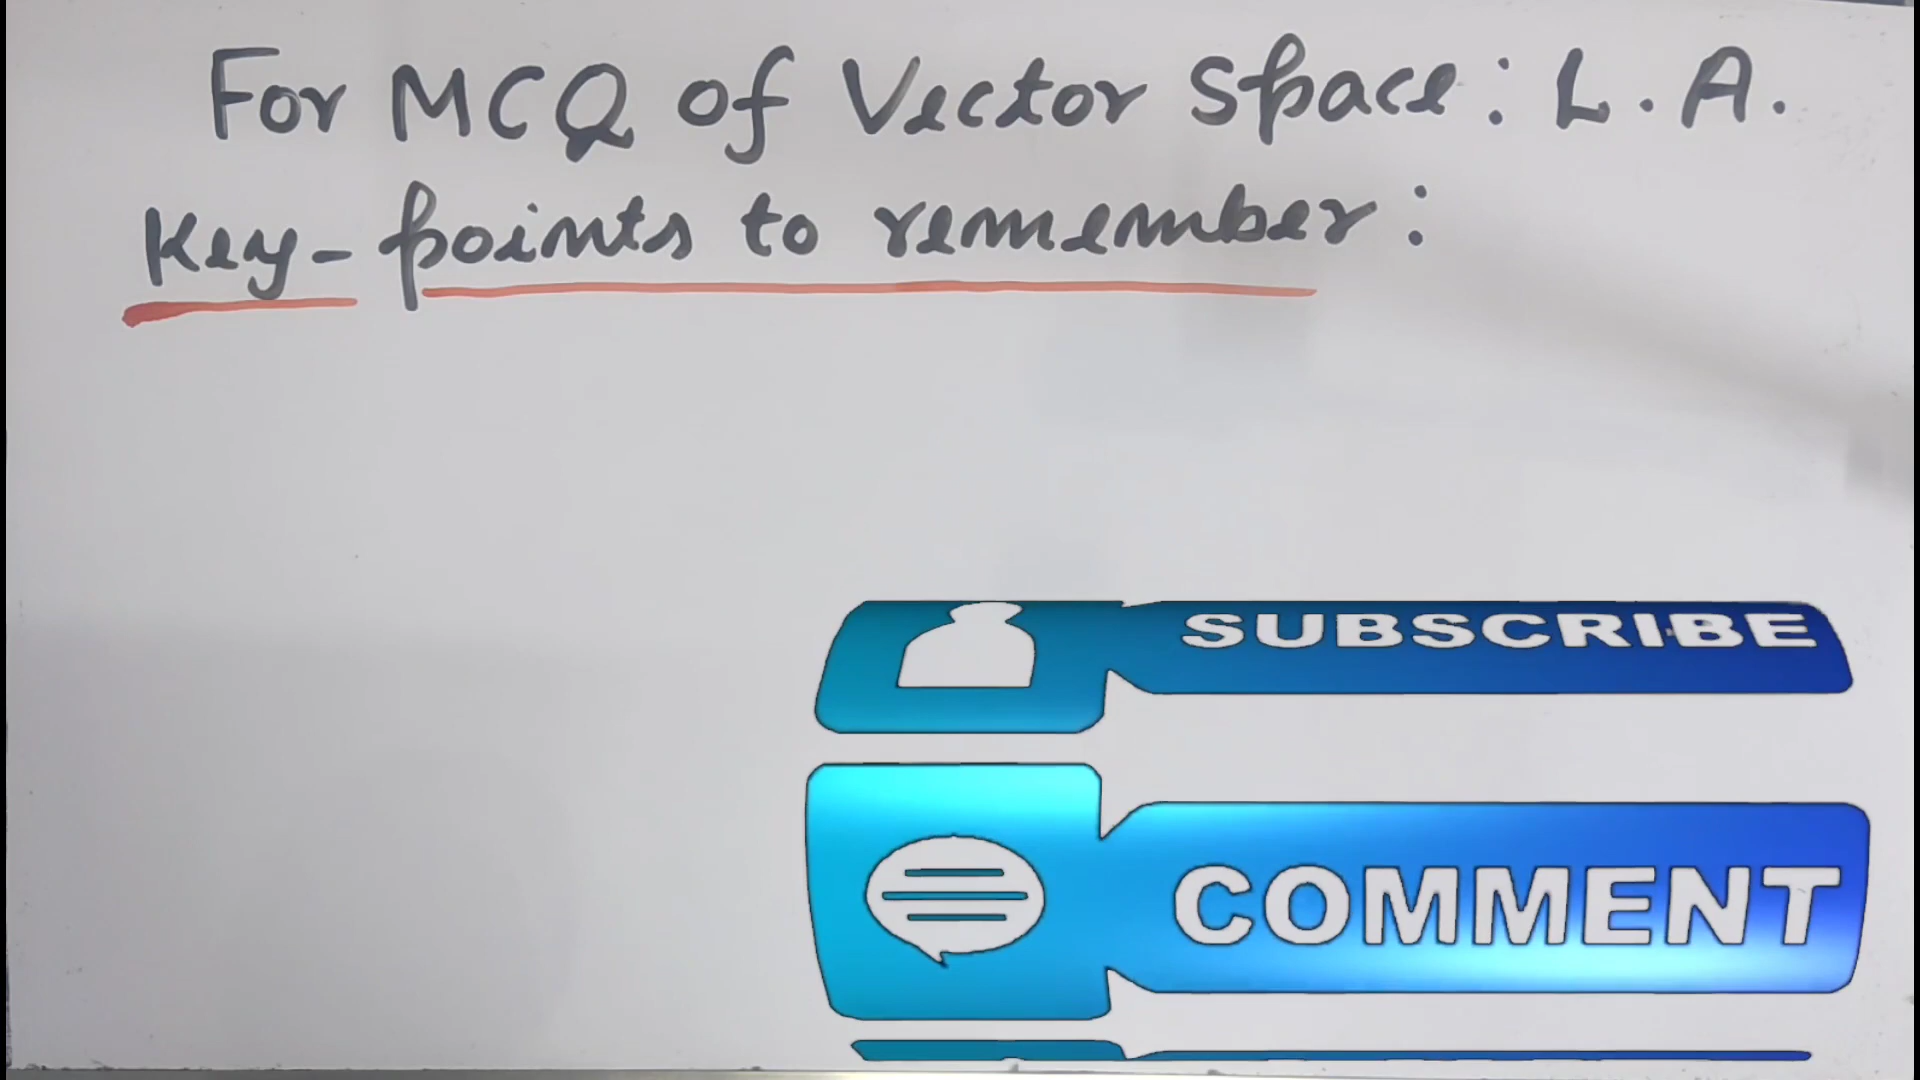 For MCQ of Vector Space: L.A.
Key-points to remember:
SUBSCRIBE
COMMENT